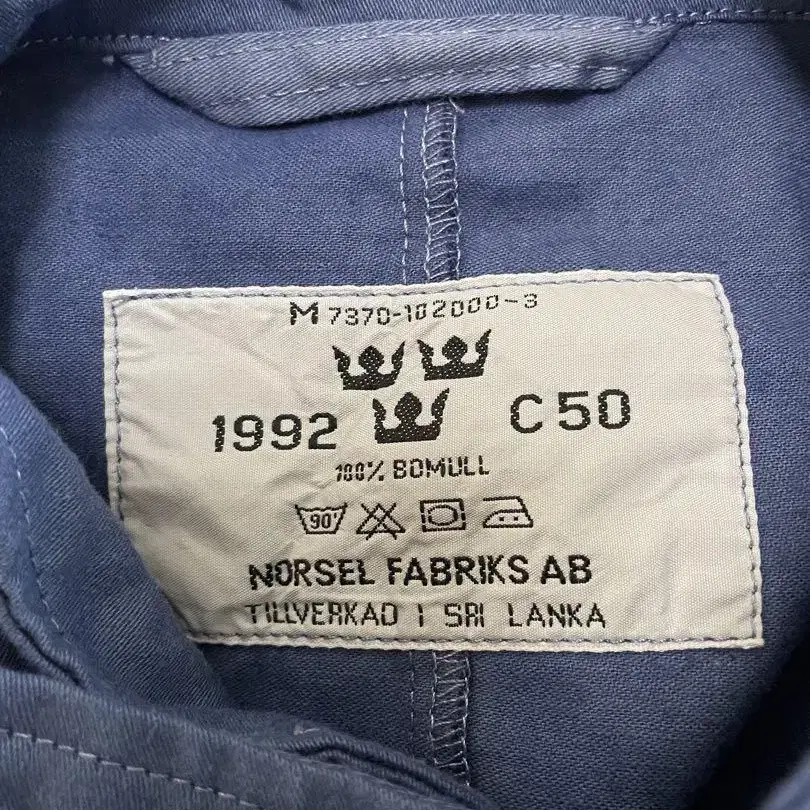 M 7370-102000-3
1992 C 50
100% BOMULL
90°
NORSEL FABRIKS AB
TILLVERKAD I SRI LANKA